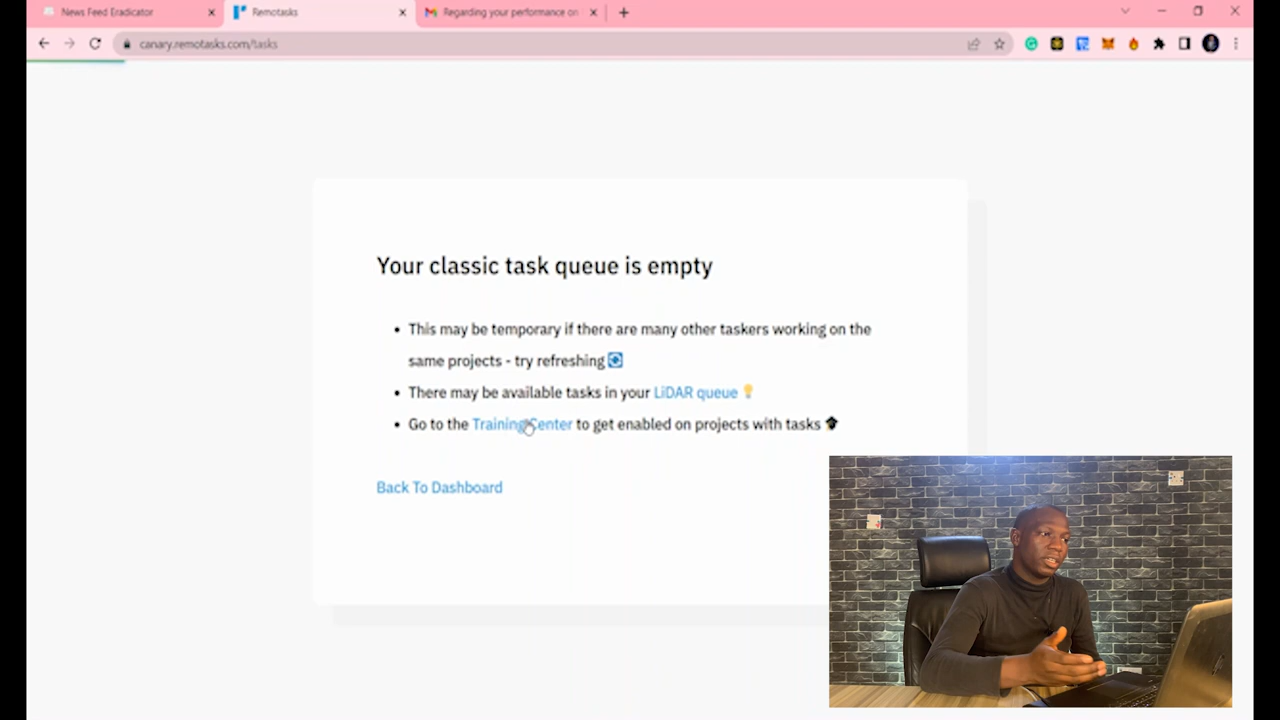 News Feed Eradicator
Remotasks
Regarding your performance on
canary.remotasks.com/tasks
Your classic task queue is empty
This may be temporary if there are many other taskers working on the
same projects - try refreshing
There may be available tasks in your LiDAR queue
Go to the Training Center to get enabled on projects with tasks
Back To Dashboard